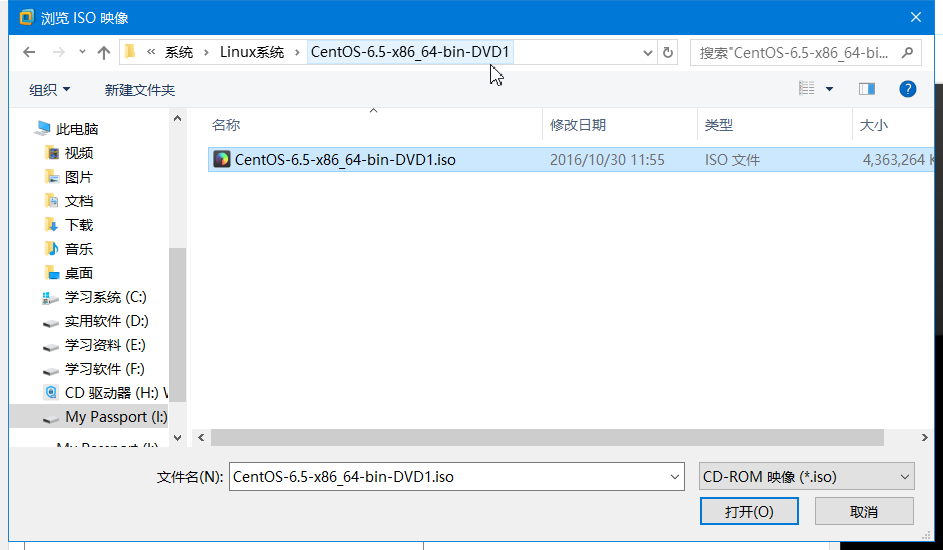 浏览 ISO 映像
« 系统 › Linux系统 › CentOS-6.5-x86_64-bin-DVD1
搜索"CentOS-6.5-x86_64-bi...
组织 新建文件夹
名称 修改日期 类型 大小
CentOS-6.5-x86_64-bin-DVD1.iso 2016/10/30 11:55 ISO 文件 4,363,264 K
此电脑
视频
图片
文档
下载
音乐
桌面
学习系统 (C:)
实用软件 (D:)
学习资料 (E:)
学习软件 (F:)
CD 驱动器 (H:) V
My Passport (I:)
My Passport (I:)
文件名(N): CentOS-6.5-x86_64-bin-DVD1.iso CD-ROM 映像 (*.iso)
打开(O) 取消